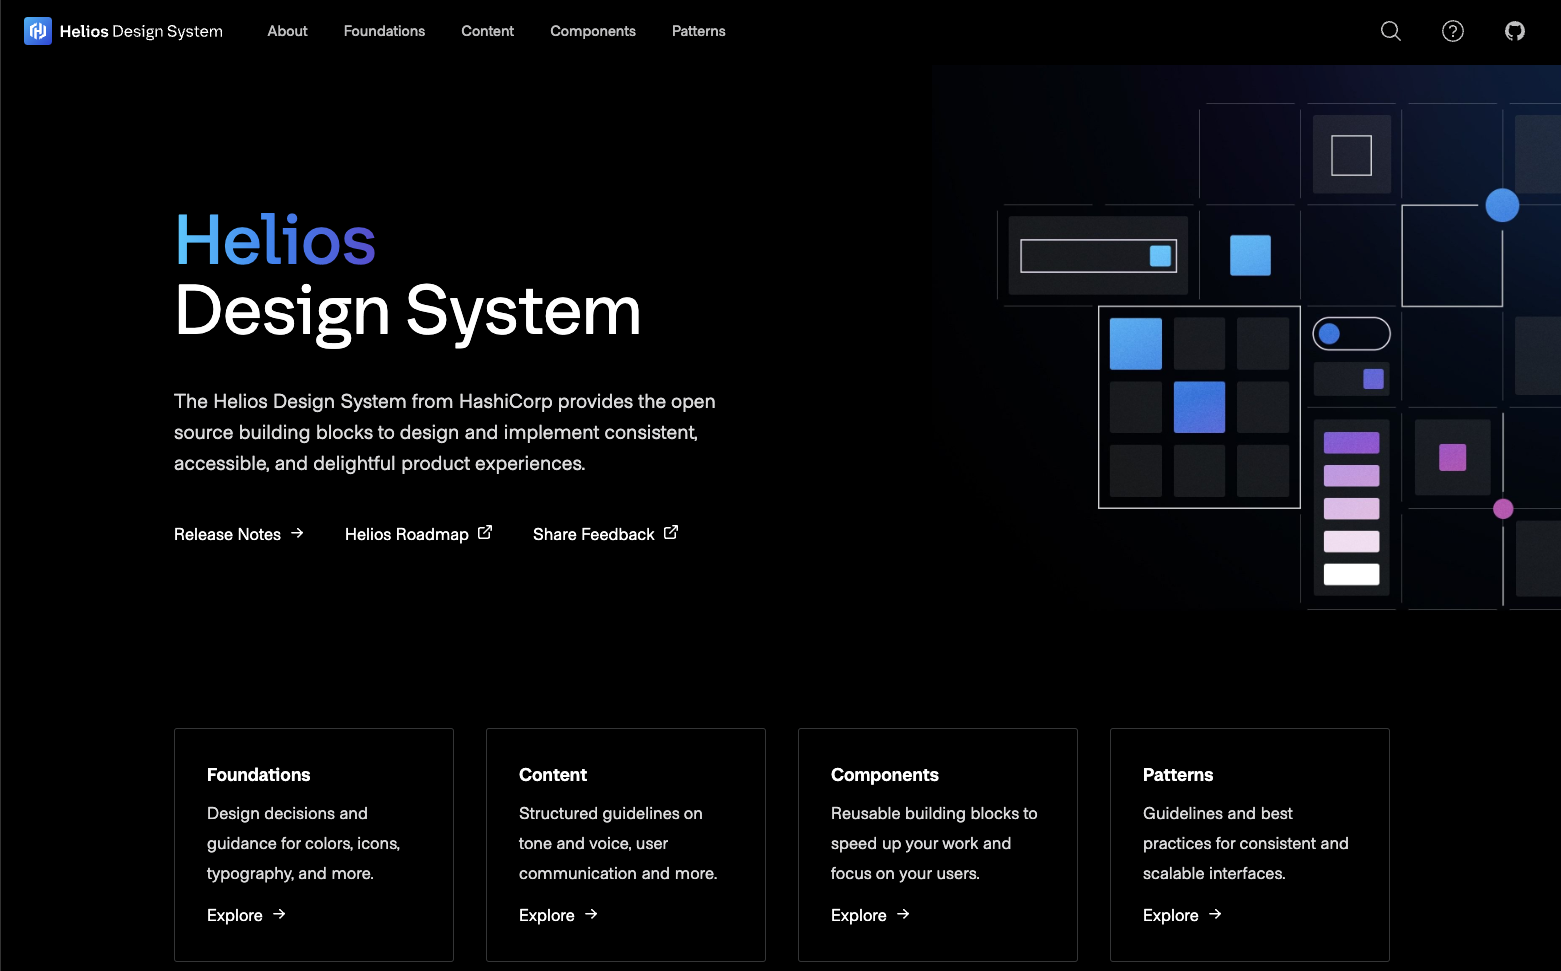 Helios Design System
About
Foundations
Content
Components
Patterns
Helios
Design System
The Helios Design System from HashiCorp provides the open
source building blocks to design and implement consistent,
accessible, and delightful product experiences.
Release Notes
Helios Roadmap
Share Feedback
Foundations
Design decisions and
guidance for colors, icons,
typography, and more.
Explore
Content
Structured guidelines on
tone and voice, user
communication and more.
Explore
Components
Reusable building blocks to
speed up your work and
focus on your users.
Explore
Patterns
Guidelines and best
practices for consistent and
scalable interfaces.
Explore